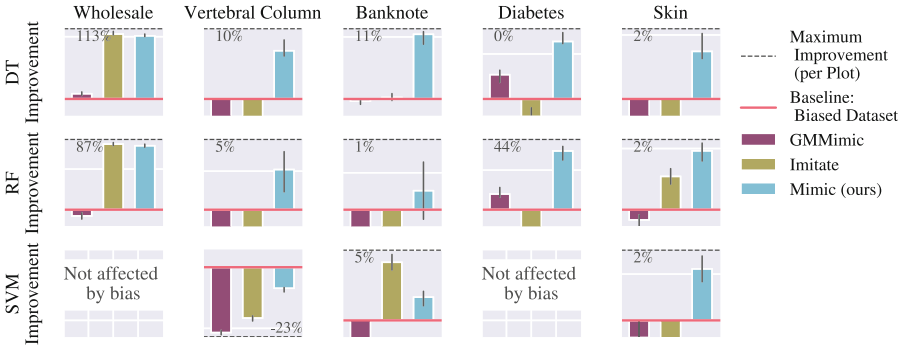 Wholesale
Vertebral Column
Banknote
Diabetes
Skin
DT
Improvement
113%
10%
11%
0%
2%
RF
Improvement
87%
5%
1%
44%
2%
SVM
Improvement
Not affected
by bias
-23%
5%
Not affected
by bias
2%
Maximum
Improvement
(per Plot)
Baseline:
Biased Dataset
GMMimic
Imitate
Mimic (ours)